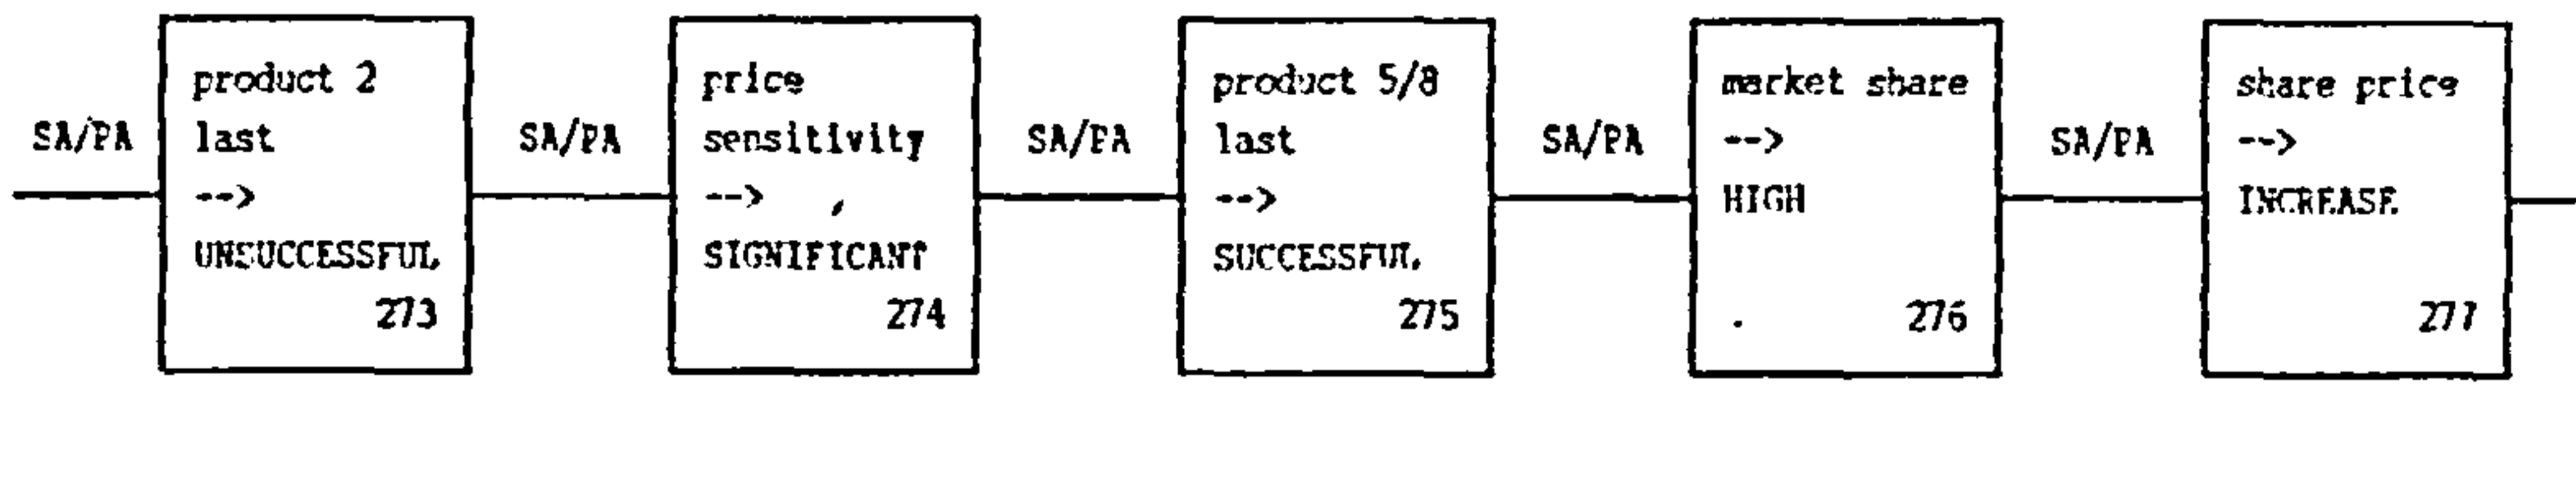 SA/PA
product 2
last
-->
UNSUCCESSFUL
273
SA/PA
price
sensitivity
-->
SIGNIFICANT
274
SA/PA
product 5/8
last
-->
SUCCESSFUL
275
SA/PA
market share
-->
HIGH
276
SA/PA
share price
-->
INCREASE
277